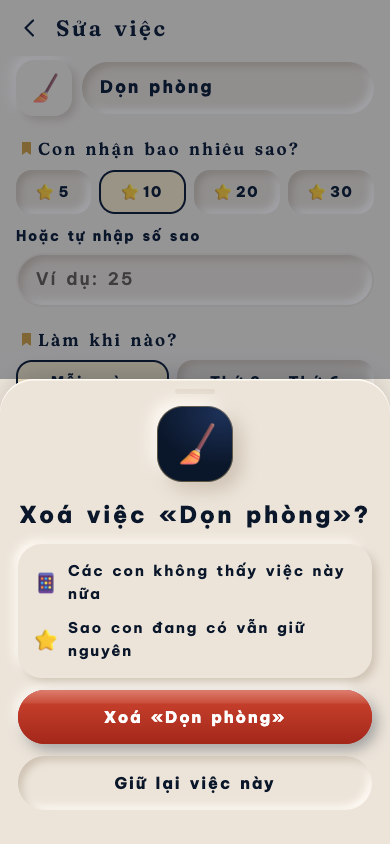 Sửa việc
Dọn phòng
Con nhận bao nhiêu sao?
5
10
20
30
Hoặc tự nhập số sao
Ví dụ: 25
Làm khi nào?
Xoá việc «Dọn phòng»?
Các con không thấy việc này
nữa
Sao con đang có vẫn giữ
nguyên
Xoá «Dọn phòng»
Giữ lại việc này